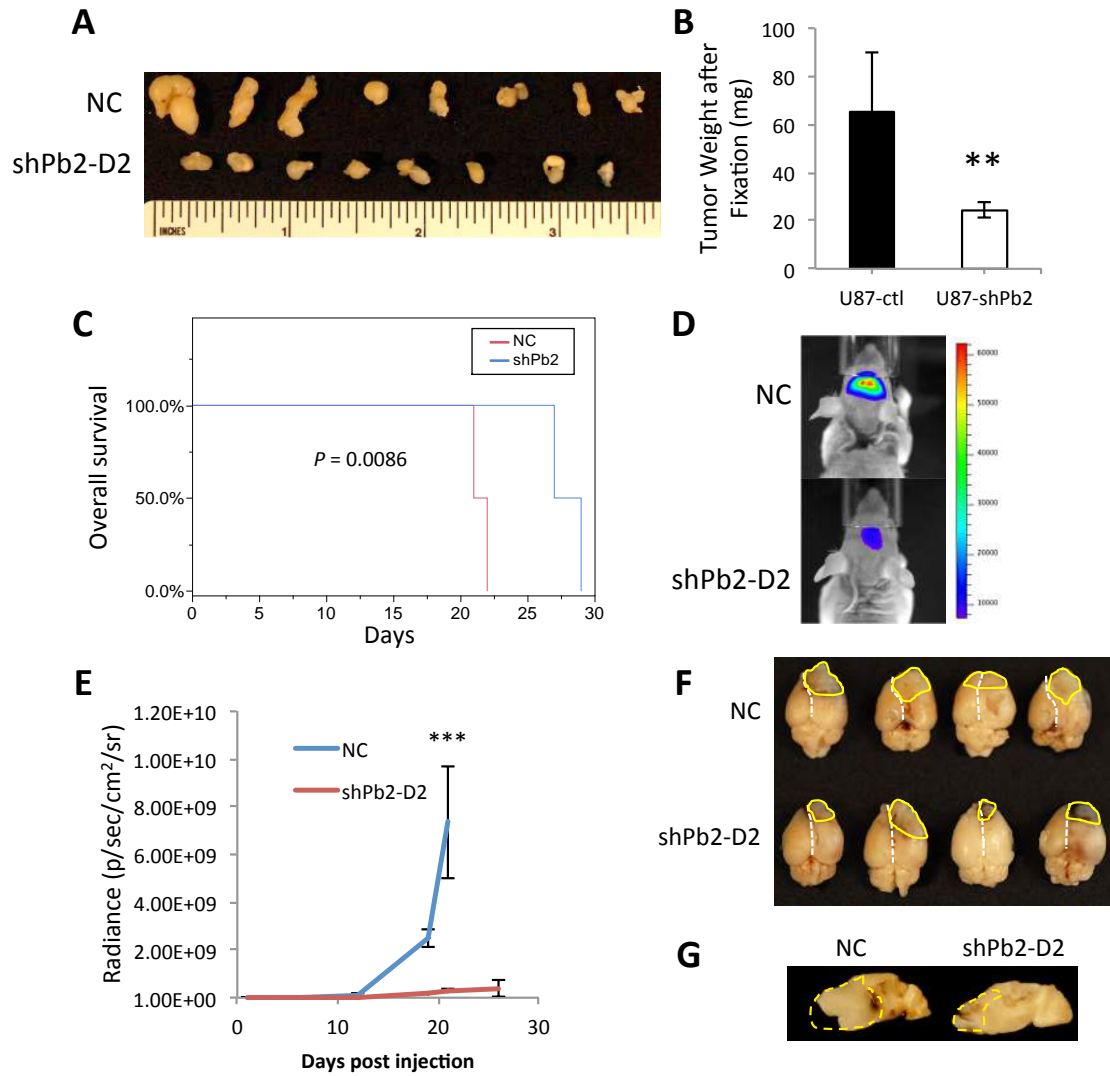 A
NC
shPb2-D2
INCHES 1 2 3
B
Tumor Weight after
Fixation (mg)
100
80
60
40
20
0
**
U87-ctl U87-shPb2
C
NC
shPb2
Overall survival
100.0%
50.0%
0.0%
P = 0.0086
0 5 10 15 20 25 30
Days
D
NC
shPb2-D2
60000
50000
40000
30000
20000
10000
E
Radiance (p/sec/cm²/sr)
1.20E+10
1.00E+10
8.00E+09
6.00E+09
4.00E+09
2.00E+09
1.00E+00
NC
shPb2-D2
***
0 10 20 30
Days post injection
F
NC
shPb2-D2
G
NC shPb2-D2